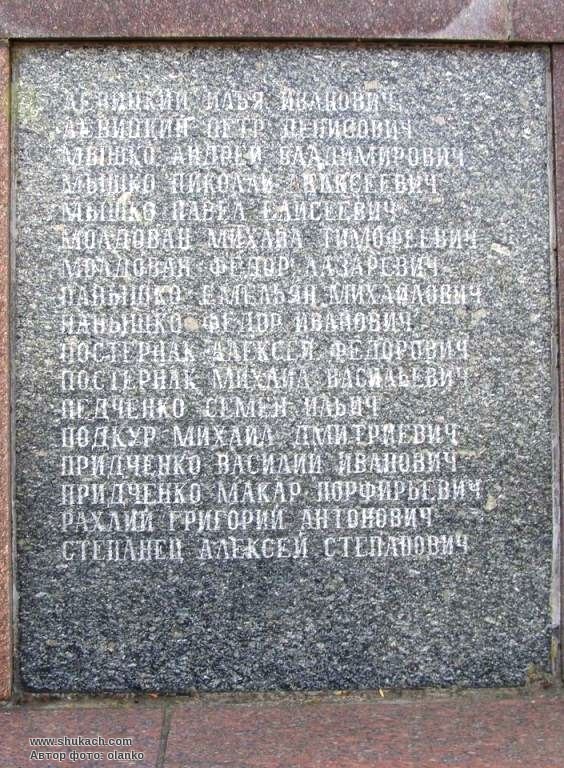 ЛЕВИЦКИЙ ИЛЬЯ ИВАНОВИЧ
ЛЕВИЦКИЙ ПЕТР ДЕНИСОВИЧ
МЫШКО АНДРЕЙ ВЛАДИМИРОВИЧ
МЫШКО НИКОЛАЙ АЛЕКСЕЕВИЧ
МЫШКО ПАВЕЛ ЕЛИСЕЕВИЧ
МОЛДОВАН МИХАИЛ ТИМОФЕЕВИЧ
МОЛДОВАН ФЕДОР ЛАЗАРЕВИЧ
ПАНЫШКО ЕМЕЛЬЯН МИХАЙЛОВИЧ
ПАНЫШКО ФЕДОР ИВАНОВИЧ
ПОСТЕРНАК АЛЕКСЕЙ ФЕДОРОВИЧ
ПОСТЕРНАК МИХАИЛ ВАСИЛЬЕВИЧ
ПЕДЧЕНКО СЕМЕН ИЛЬИЧ
ПОДКУР МИХАИЛ ДМИТРИЕВИЧ
ПРИДЧЕНКО ВАСИЛИЙ ИВАНОВИЧ
ПРИДЧЕНКО МАКАР ПОРФИРЬЕВИЧ
РАХЛИЙ ГРИГОРИЙ АНТОНОВИЧ
СТЕПАНЕЦ АЛЕКСЕЙ СТЕПАНОВИЧ
www.shukach.com
Автор фото: olanko